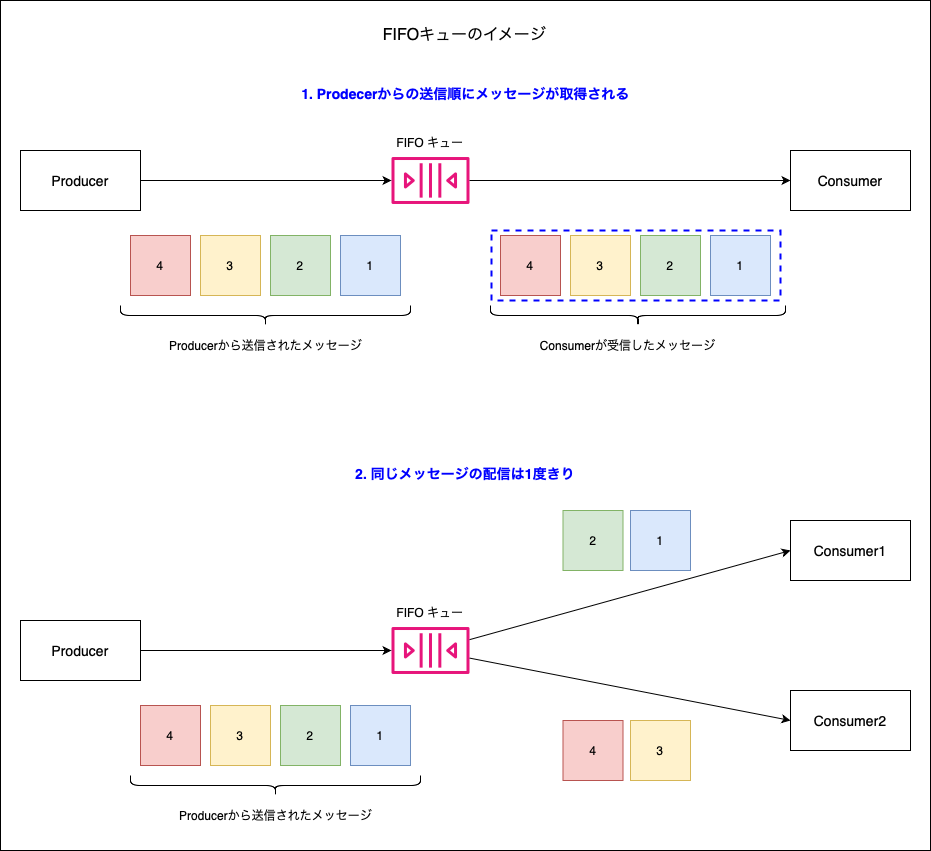 FIFOキューのイメージ
1. Prodecerからの送信順にメッセージが取得される
FIFO キュー
Producer
Consumer
4 3 2 1
4 3 2 1
Producerから送信されたメッセージ
Consumerが受信したメッセージ
2. 同じメッセージの配信は1度きり
2 1
Consumer1
FIFO キュー
Producer
Consumer2
4 3 2 1
4 3
Producerから送信されたメッセージ